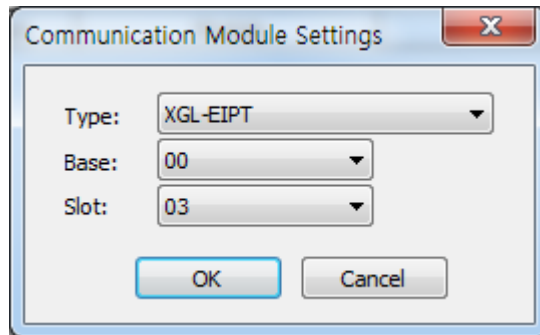 Communication Module Settings
Type: XGL-EIPT
Base: 00
Slot: 03
OK Cancel